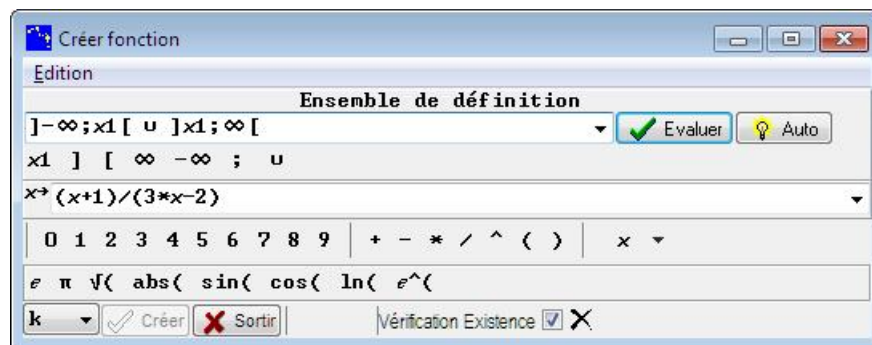 Créer fonction
Edition
Ensemble de définition
]-∞;x1[ ∪ ]x1;∞[ Evaluer Auto
x1 ] [ ∞ -∞ ; ∪
x→ (x+1)/(3*x-2)
0 1 2 3 4 5 6 7 8 9 + - * / ^ ( ) x
e π √( abs( sin( cos( ln( e^(
k Créer Sortir Vérification Existence